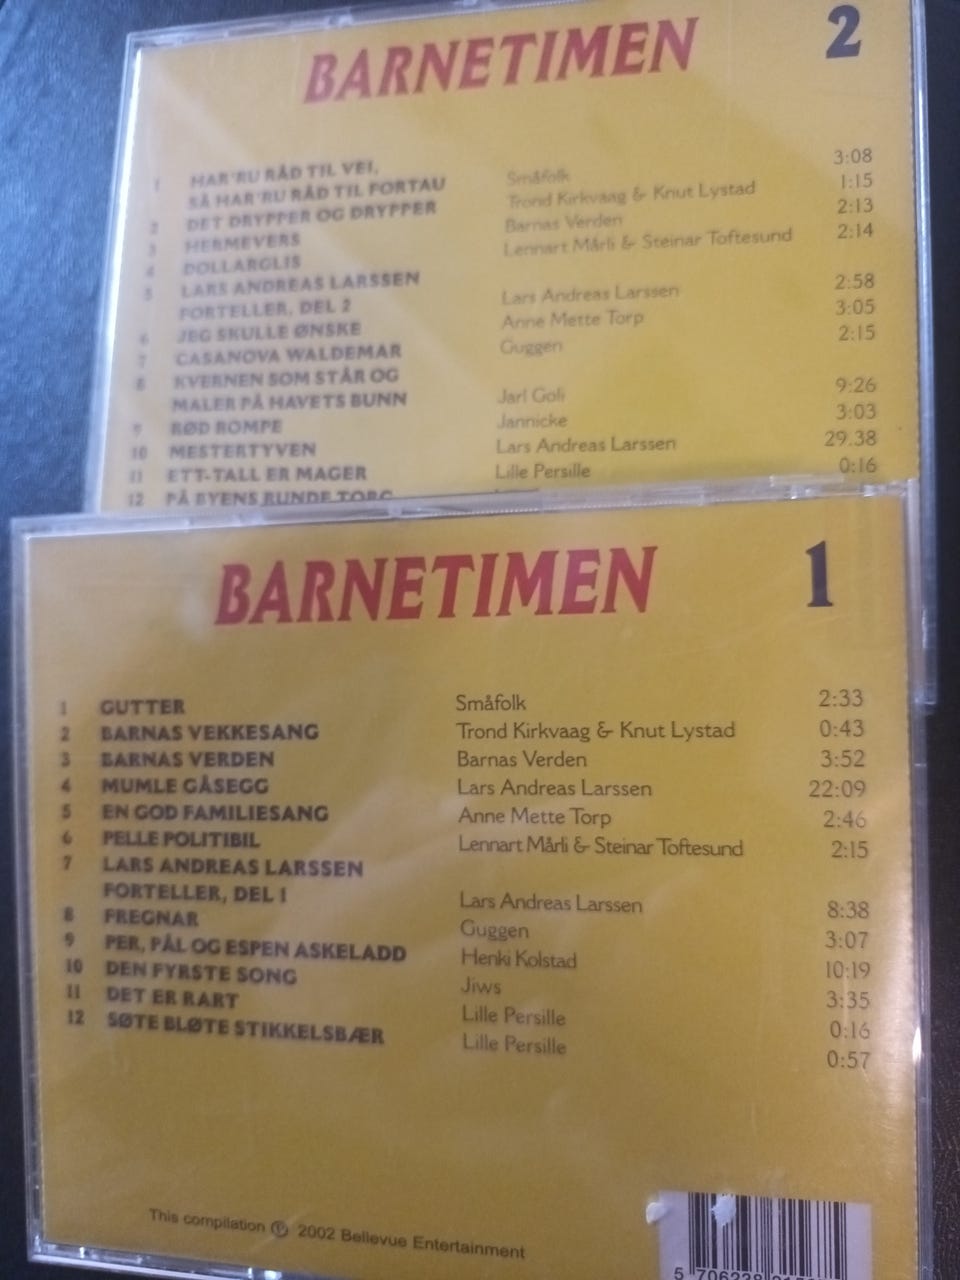 BARNETIMEN 2
1 HAR'RU RÅD TIL VEI,
SÅ HAR'RU RÅD TIL FORTAU Småfolk 3:08
2 DET DRYPPER OG DRYPPER Trond Kirkvaag & Knut Lystad 1:15
3 HERMEVERS Barnas Verden 2:13
4 DOLLARGLIS Lennart Mårli & Steinar Toftesund 2:14
5 LARS ANDREAS LARSSEN
FORTELLER, DEL 2 Lars Andreas Larssen 2:58
6 JEG SKULLE ØNSKE Anne Mette Torp 3:05
7 CASANOVA WALDEMAR Guggen 2:15
8 KVERNEN SOM STÅR OG
MALER PÅ HAVETS BUNN Jarl Goli 9:26
9 RØD ROMPE Jannicke 3:03
10 MESTERTYVEN Lars Andreas Larssen 29.38
11 ETT-TALL ER MAGER Lille Persille 0:16
12 PÅ BYENS RUNDE TORG
BARNETIMEN 1
1 GUTTER Småfolk 2:33
2 BARNAS VEKKESANG Trond Kirkvaag & Knut Lystad 0:43
3 BARNAS VERDEN Barnas Verden 3:52
4 MUMLE GÅSEGG Lars Andreas Larssen 22:09
5 EN GOD FAMILIESANG Anne Mette Torp 2:46
6 PELLE POLITIBIL Lennart Mårli & Steinar Toftesund 2:15
7 LARS ANDREAS LARSSEN
FORTELLER, DEL 1 Lars Andreas Larssen 8:38
8 FREGNAR Guggen 3:07
9 PER, PÅL OG ESPEN ASKELADD Henki Kolstad 10:19
10 DEN FYRSTE SONG Jiws 3:35
11 DET ER RART Lille Persille 0:16
12 SØTE BLØTE STIKKELSBÆR Lille Persille 0:57
This compilation ℗ 2002 Bellevue Entertainment
5 706238